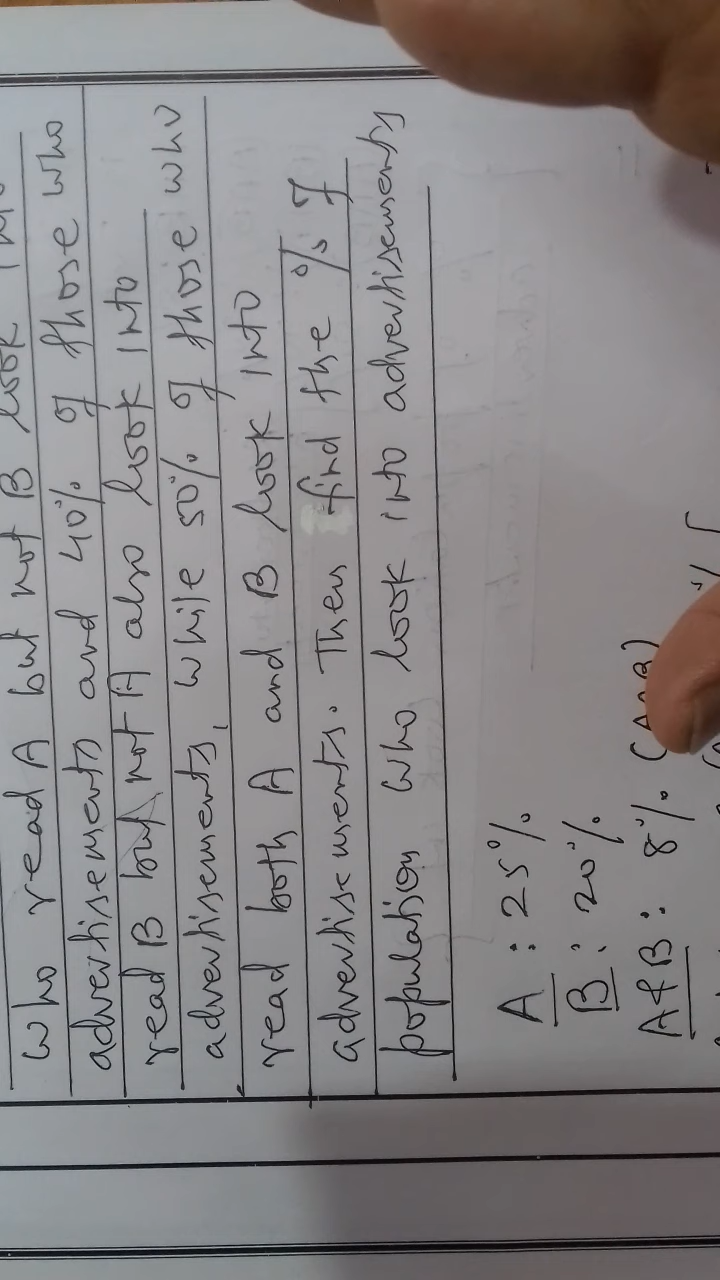 who read A but not B look into
advertisements and 40% of those who
read B but not A also look into
advertisements, while 50% of those who
read both A and B look into
advertisements. Then find the % of
population who look into advertisements
A : 25%
B : 20%
A & B : 8% (A∩B)